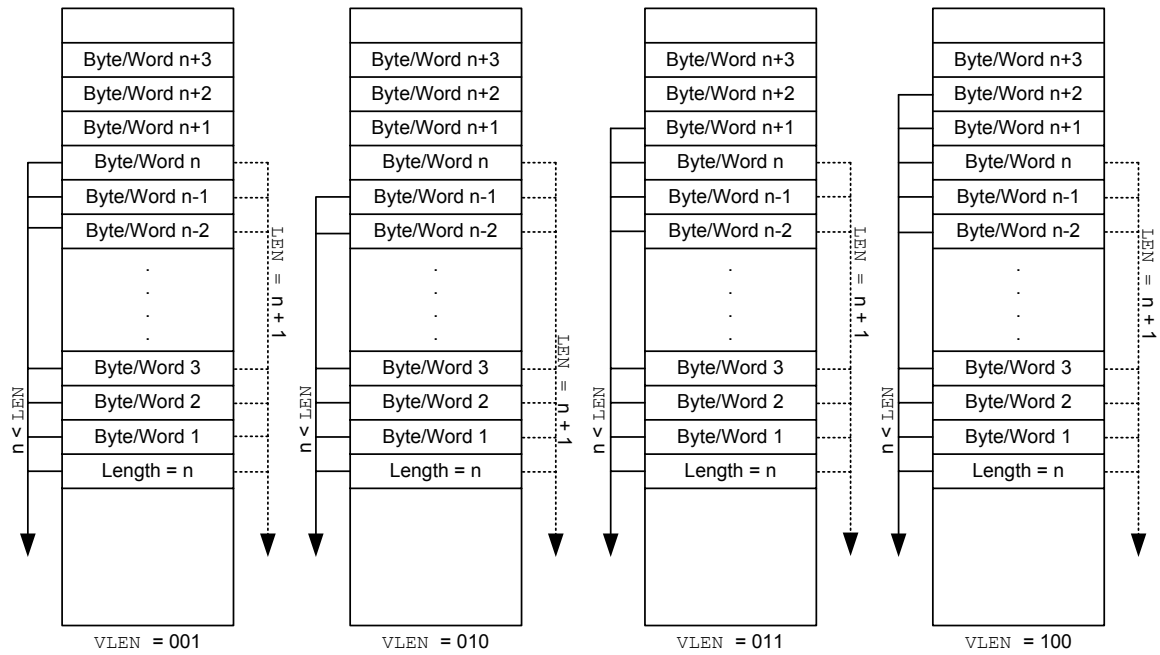 Byte/Word n+3
Byte/Word n+2
Byte/Word n+1
Byte/Word n
Byte/Word n-1
Byte/Word n-2
.
.
.
.
Byte/Word 3
Byte/Word 2
Byte/Word 1
Length = n
n < LEN
LEN = n + 1
VLEN = 001
Byte/Word n+3
Byte/Word n+2
Byte/Word n+1
Byte/Word n
Byte/Word n-1
Byte/Word n-2
.
.
.
.
Byte/Word 3
Byte/Word 2
Byte/Word 1
Length = n
n < LEN
LEN = n + 1
VLEN = 010
Byte/Word n+3
Byte/Word n+2
Byte/Word n+1
Byte/Word n
Byte/Word n-1
Byte/Word n-2
.
.
.
.
Byte/Word 3
Byte/Word 2
Byte/Word 1
Length = n
n < LEN
LEN = n + 1
VLEN = 011
Byte/Word n+3
Byte/Word n+2
Byte/Word n+1
Byte/Word n
Byte/Word n-1
Byte/Word n-2
.
.
.
.
Byte/Word 3
Byte/Word 2
Byte/Word 1
Length = n
n < LEN
LEN = n + 1
VLEN = 100